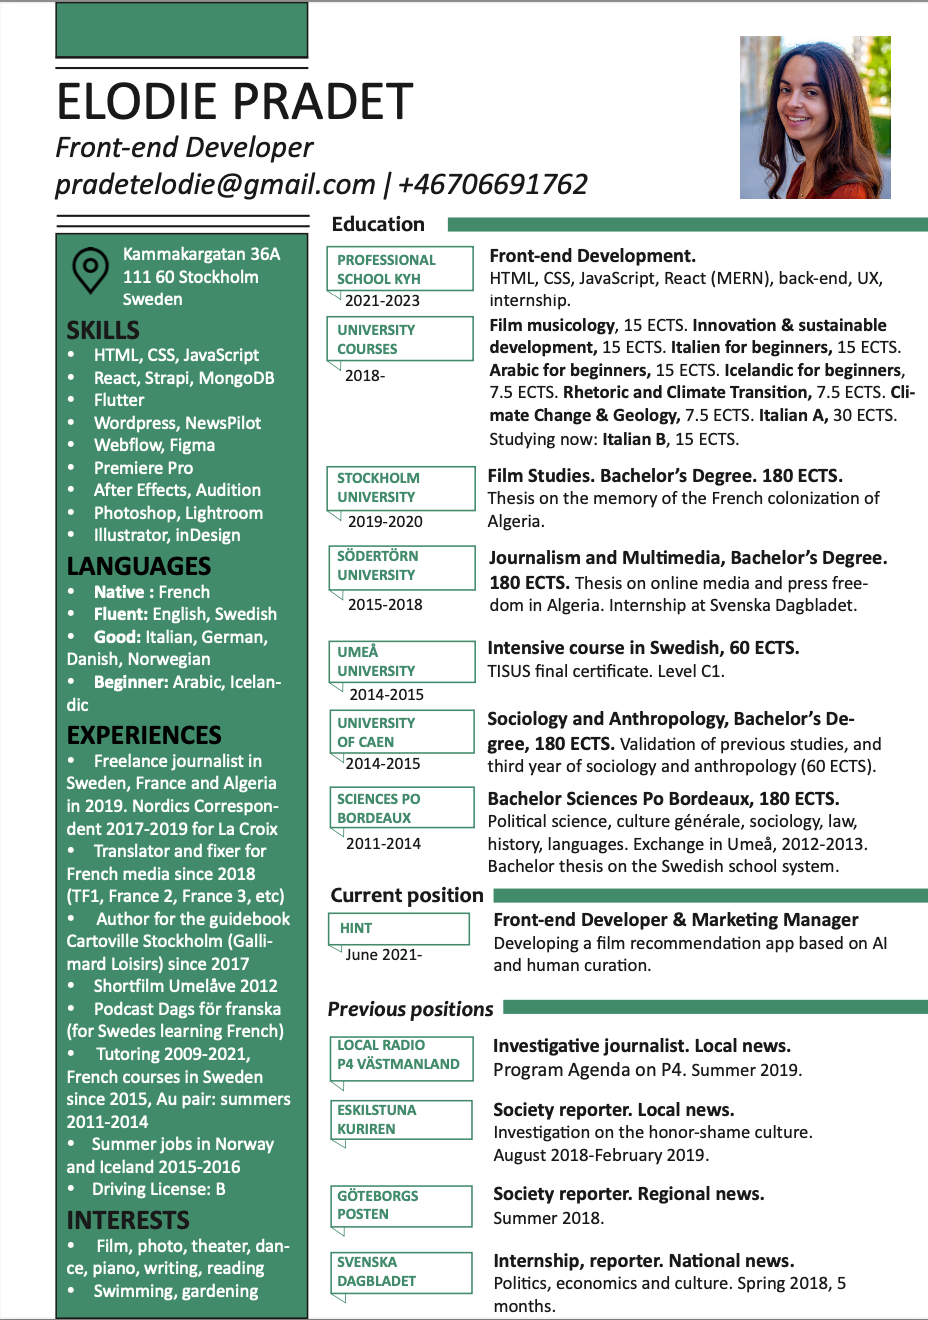 ELODIE PRADET
Front-end Developer
pradetelodie@gmail.com | +46706691762
Kammakargatan 36A
111 60 Stockholm
Sweden
SKILLS
• HTML, CSS, JavaScript
• React, Strapi, MongoDB
• Flutter
• Wordpress, NewsPilot
• Webflow, Figma
• Premiere Pro
• After Effects, Audition
• Photoshop, Lightroom
• Illustrator, inDesign
LANGUAGES
• Native : French
• Fluent: English, Swedish
• Good: Italian, German,
Danish, Norwegian
• Beginner: Arabic, Icelan-
dic
EXPERIENCES
• Freelance journalist in
Sweden, France and Algeria
in 2019. Nordics Correspon-
dent 2017-2019 for La Croix
• Translator and fixer for
French media since 2018
(TF1, France 2, France 3, etc)
• Author for the guidebook
Cartoville Stockholm (Galli-
mard Loisirs) since 2017
• Shortfilm Umelåve 2012
• Podcast Dags för franska
(for Swedes learning French)
• Tutoring 2009-2021,
French courses in Sweden
since 2015, Au pair: summers
2011-2014
• Summer jobs in Norway
and Iceland 2015-2016
• Driving License: B
INTERESTS
• Film, photo, theater, dan-
ce, piano, writing, reading
• Swimming, gardening
Education
PROFESSIONAL
SCHOOL KYH
2021-2023
Front-end Development.
HTML, CSS, JavaScript, React (MERN), back-end, UX,
internship.
UNIVERSITY
COURSES
2018-
Film musicology, 15 ECTS. Innovation & sustainable
development, 15 ECTS. Italien for beginners, 15 ECTS.
Arabic for beginners, 15 ECTS. Icelandic for beginners,
7.5 ECTS. Rhetoric and Climate Transition, 7.5 ECTS. Cli-
mate Change & Geology, 7.5 ECTS. Italian A, 30 ECTS.
Studying now: Italian B, 15 ECTS.
STOCKHOLM
UNIVERSITY
2019-2020
Film Studies. Bachelor's Degree. 180 ECTS.
Thesis on the memory of the French colonization of
Algeria.
SÖDERTÖRN
UNIVERSITY
2015-2018
Journalism and Multimedia, Bachelor's Degree.
180 ECTS. Thesis on online media and press free-
dom in Algeria. Internship at Svenska Dagbladet.
UMEÅ
UNIVERSITY
2014-2015
Intensive course in Swedish, 60 ECTS.
TISUS final certificate. Level C1.
UNIVERSITY
OF CAEN
2014-2015
Sociology and Anthropology, Bachelor's De-
gree, 180 ECTS. Validation of previous studies, and
third year of sociology and anthropology (60 ECTS).
SCIENCES PO
BORDEAUX
2011-2014
Bachelor Sciences Po Bordeaux, 180 ECTS.
Political science, culture générale, sociology, law,
history, languages. Exchange in Umeå, 2012-2013.
Bachelor thesis on the Swedish school system.
Current position
HINT
June 2021-
Front-end Developer & Marketing Manager
Developing a film recommendation app based on AI
and human curation.
Previous positions
LOCAL RADIO
P4 VÄSTMANLAND
Investigative journalist. Local news.
Program Agenda on P4. Summer 2019.
ESKILSTUNA
KURIREN
Society reporter. Local news.
Investigation on the honor-shame culture.
August 2018-February 2019.
GÖTEBORGS
POSTEN
Society reporter. Regional news.
Summer 2018.
SVENSKA
DAGBLADET
Internship, reporter. National news.
Politics, economics and culture. Spring 2018, 5
months.